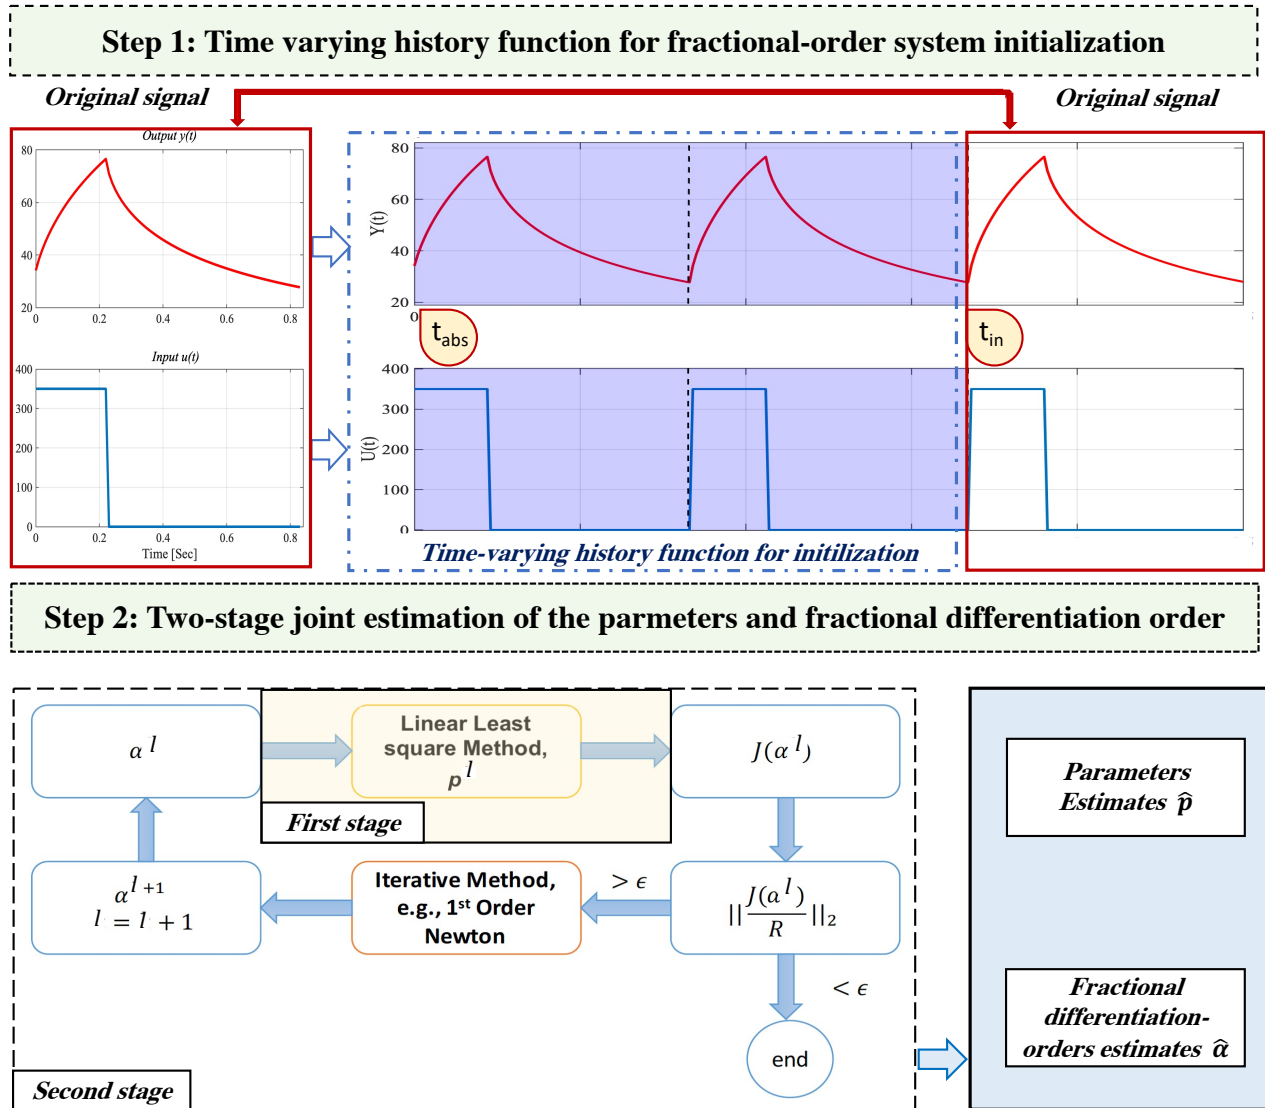 Step 1: Time varying history function for fractional-order system initialization
Original signal
Original signal
Output y(t)
80
60
40
20
0
0.2
0.4
0.6
0.8
Input u(t)
400
300
200
100
0
0
0.2
0.4
0.6
0.8
Time [Sec]
80
60
40
20
Y(t)
0
t_abs
t_in
400
300
200
100
0
U(t)
Time-varying history function for initilization
Step 2: Two-stage joint estimation of the parmeters and fractional differentiation order
α^l
Linear Least
square Method,
p^l
J(α^l)
First stage
α^{l+1}
l = l + 1
Iterative Method,
e.g., 1st Order
Newton
> ϵ
||J(α^l)/R||_2
< ϵ
end
Second stage
Parameters
Estimates p̂
Fractional
differentiation-
orders estimates α̂